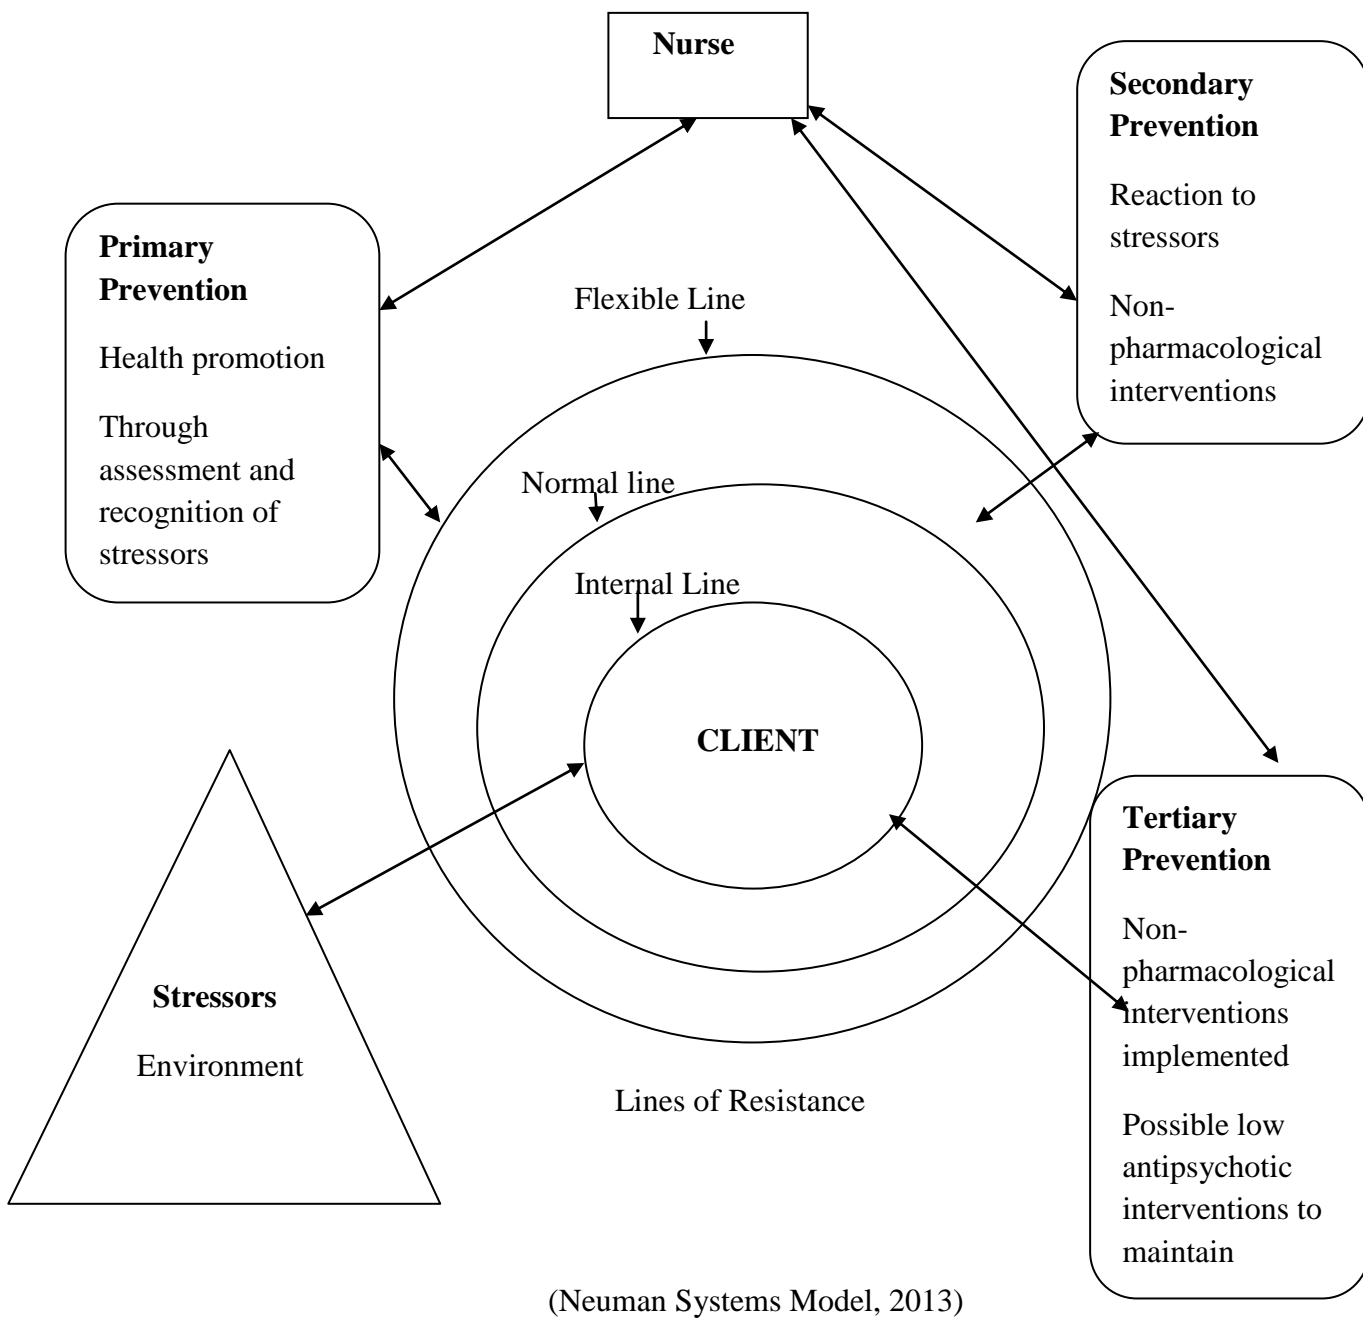 Nurse
Secondary
Prevention
Reaction to
stressors
Non-
pharmacological
interventions
Primary
Prevention
Health promotion
Through
assessment and
recognition of
stressors
Flexible Line
Normal line
Internal Line
CLIENT
Stressors
Environment
Tertiary
Prevention
Non-
pharmacological
interventions
implemented
Possible low
antipsychotic
interventions to
maintain
Lines of Resistance
(Neuman Systems Model, 2013)